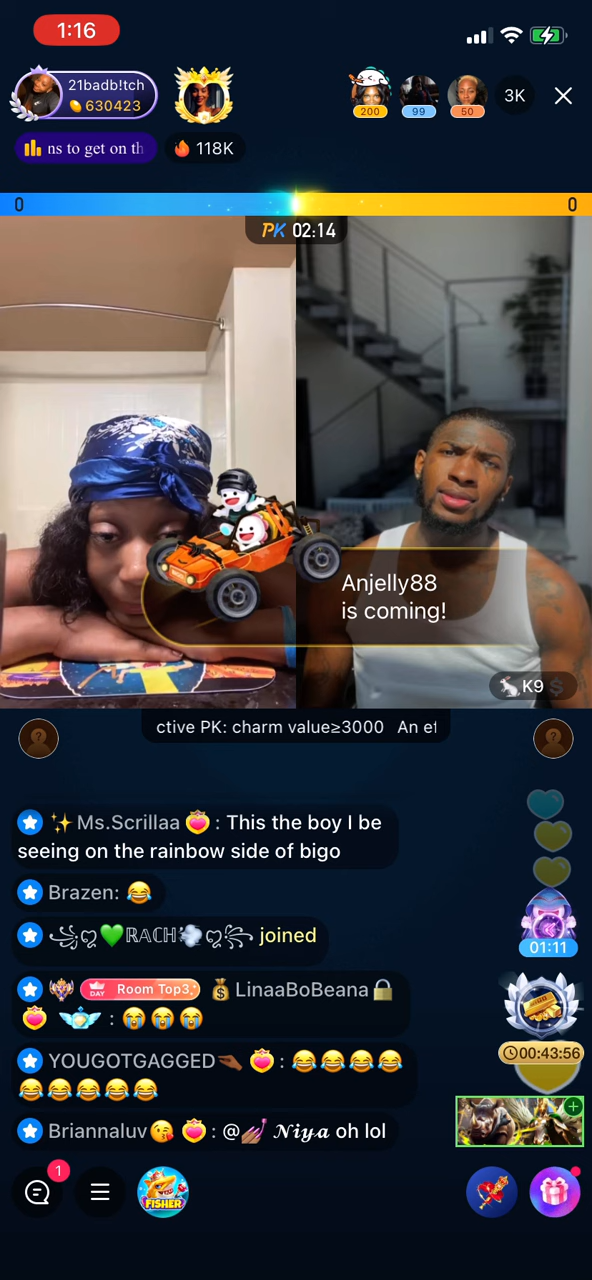 1:16
21badb!tch
630423
200
99
50
3K
ns to get on th
118K
0
0
PK 02:14
Anjelly88
is coming!
K9
ctive PK: charm value≥3000 An ef
✨Ms.Scrillaa : This the boy I be
seeing on the rainbow side of bigo
Brazen: 😂
꧁ღ💚ℝ𝔸ℂℍ💨ღ꧂ joined
DAY Room Top3 💰LinaaBoBeana🔒
: 😭😭😭
YOUGOTGAGGED🤏🏾 : 😂😂😂😂
😂😂😂😂😂
Briannaluv😘 : @💅🏽 𝓝𝓲𝔂𝓪 oh lol
01:11
00:43:56
1
FISHER